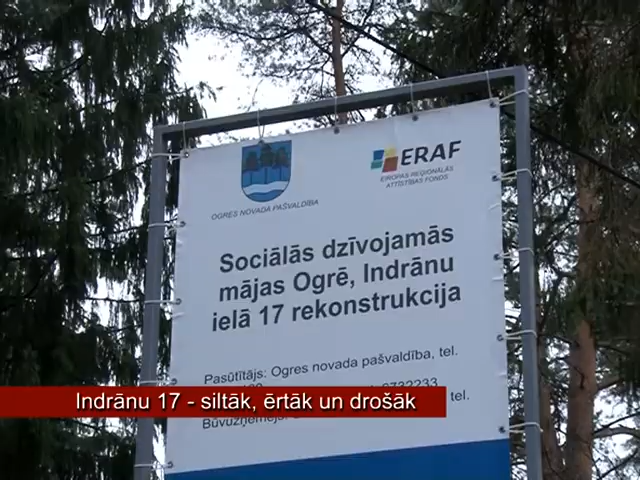 OGRES NOVADA PAŠVALDĪBA
ERAF
EIROPAS REĢIONĀLĀS
ATTĪSTĪBAS FONDS
Sociālās dzīvojamās
mājas Ogrē, Indrānu
ielā 17 rekonstrukcija
Pasūtītājs: Ogres novada pašvaldība, tel.
6732233
tel.
Indrānu 17 - siltāk, ērtāk un drošāk
Būvuzņēmējs: